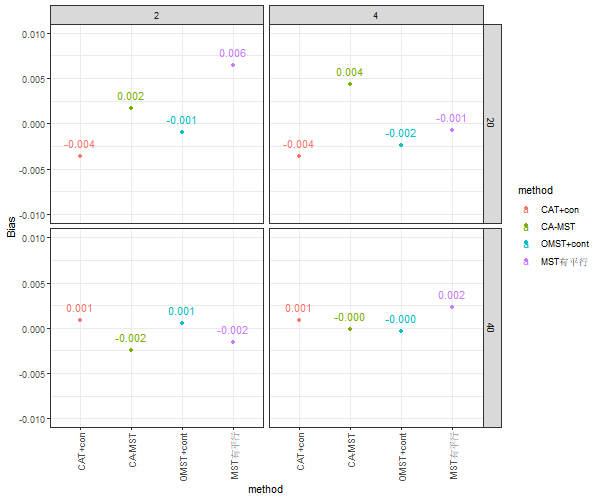 2 4
0.010
0.005
0.000
-0.005
-0.010
-0.004
0.002
-0.001
0.006
-0.004
0.004
-0.002
-0.001
20
0.010
0.005
0.000
-0.005
-0.010
0.001
-0.002
0.001
-0.002
0.001
-0.000
-0.000
0.002
40
Bias
CAT+con
CA-MST
OMST+cont
MST有平行
CAT+con
CA-MST
OMST+cont
MST有平行
method
method
a CAT+con
a CA-MST
a OMST+cont
a MST有平行